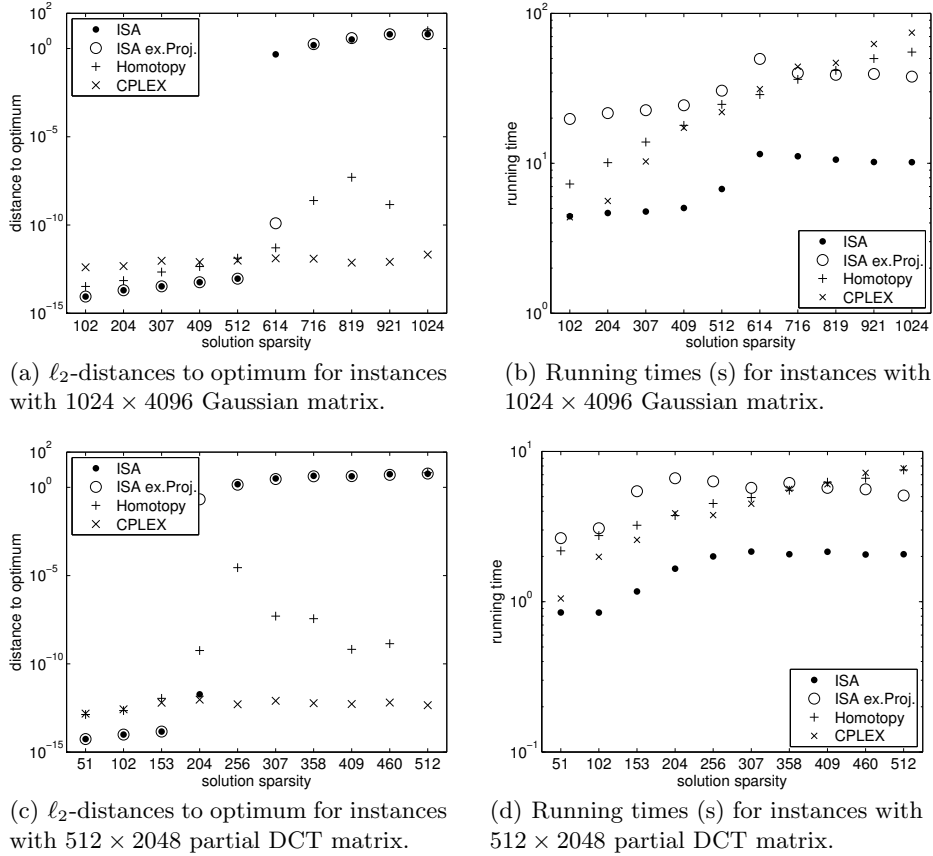 10^2
10^0
10^-5
10^-10
10^-15
distance to optimum
ISA
ISA ex.Proj.
Homotopy
CPLEX
102 204 307 409 512 614 716 819 921 1024
solution sparsity
(a) ℓ2-distances to optimum for instances
with 1024 × 4096 Gaussian matrix.
10^2
10^1
10^0
running time
ISA
ISA ex.Proj.
Homotopy
CPLEX
102 204 307 409 512 614 716 819 921 1024
solution sparsity
(b) Running times (s) for instances with
1024 × 4096 Gaussian matrix.
10^2
10^0
10^-5
10^-10
10^-15
distance to optimum
ISA
ISA ex.Proj.
Homotopy
CPLEX
51 102 153 204 256 307 358 409 460 512
solution sparsity
(c) ℓ2-distances to optimum for instances
with 512 × 2048 partial DCT matrix.
10^1
10^0
10^-1
running time
ISA
ISA ex.Proj.
Homotopy
CPLEX
51 102 153 204 256 307 358 409 460 512
solution sparsity
(d) Running times (s) for instances with
512 × 2048 partial DCT matrix.